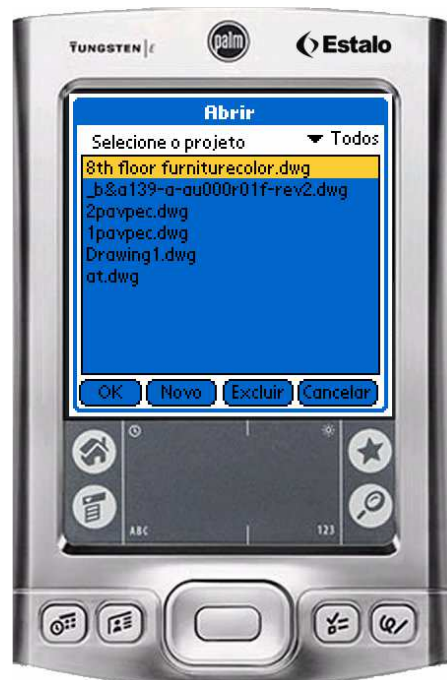 TUNGSTEN | E
palm
Estalo
Abrir
Selecione o projeto Todos
8th floor furniturecolor.dwg
_b&a139-a-au000r01f-rev2.dwg
2pavpec.dwg
1pavpec.dwg
Drawing1.dwg
at.dwg
OK Novo Excluir Cancelar
ABC 123